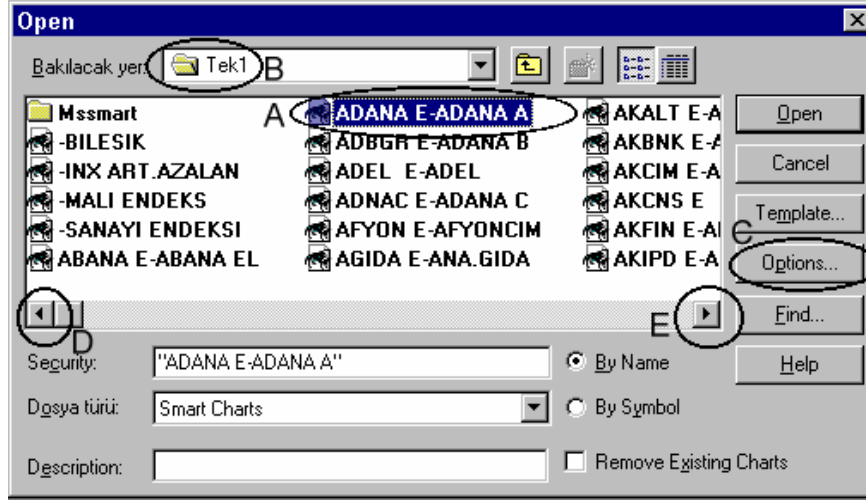 Open
Bakılacak yer: Tek1 B
Mssmart
-BILESIK
-INX ART.AZALAN
-MALI ENDEKS
-SANAYI ENDEKSI
ABANA E-ABANA EL
A ADANA E-ADANA A
ADBGR E-ADANA B
ADEL E-ADEL
ADNAC E-ADANA C
AFYON E-AFYONCIM
AGIDA E-ANA.GIDA
AKALT E-A
AKBNK E-A
AKCIM E-A
AKCNS E
AKFIN E-AI
AKIPD E-A
Open
Cancel
Template...
C
Options...
Find...
Help
D
E
Security: "ADANA E-ADANA A"
By Name
Dosya türü: Smart Charts
By Symbol
Description:
Remove Existing Charts